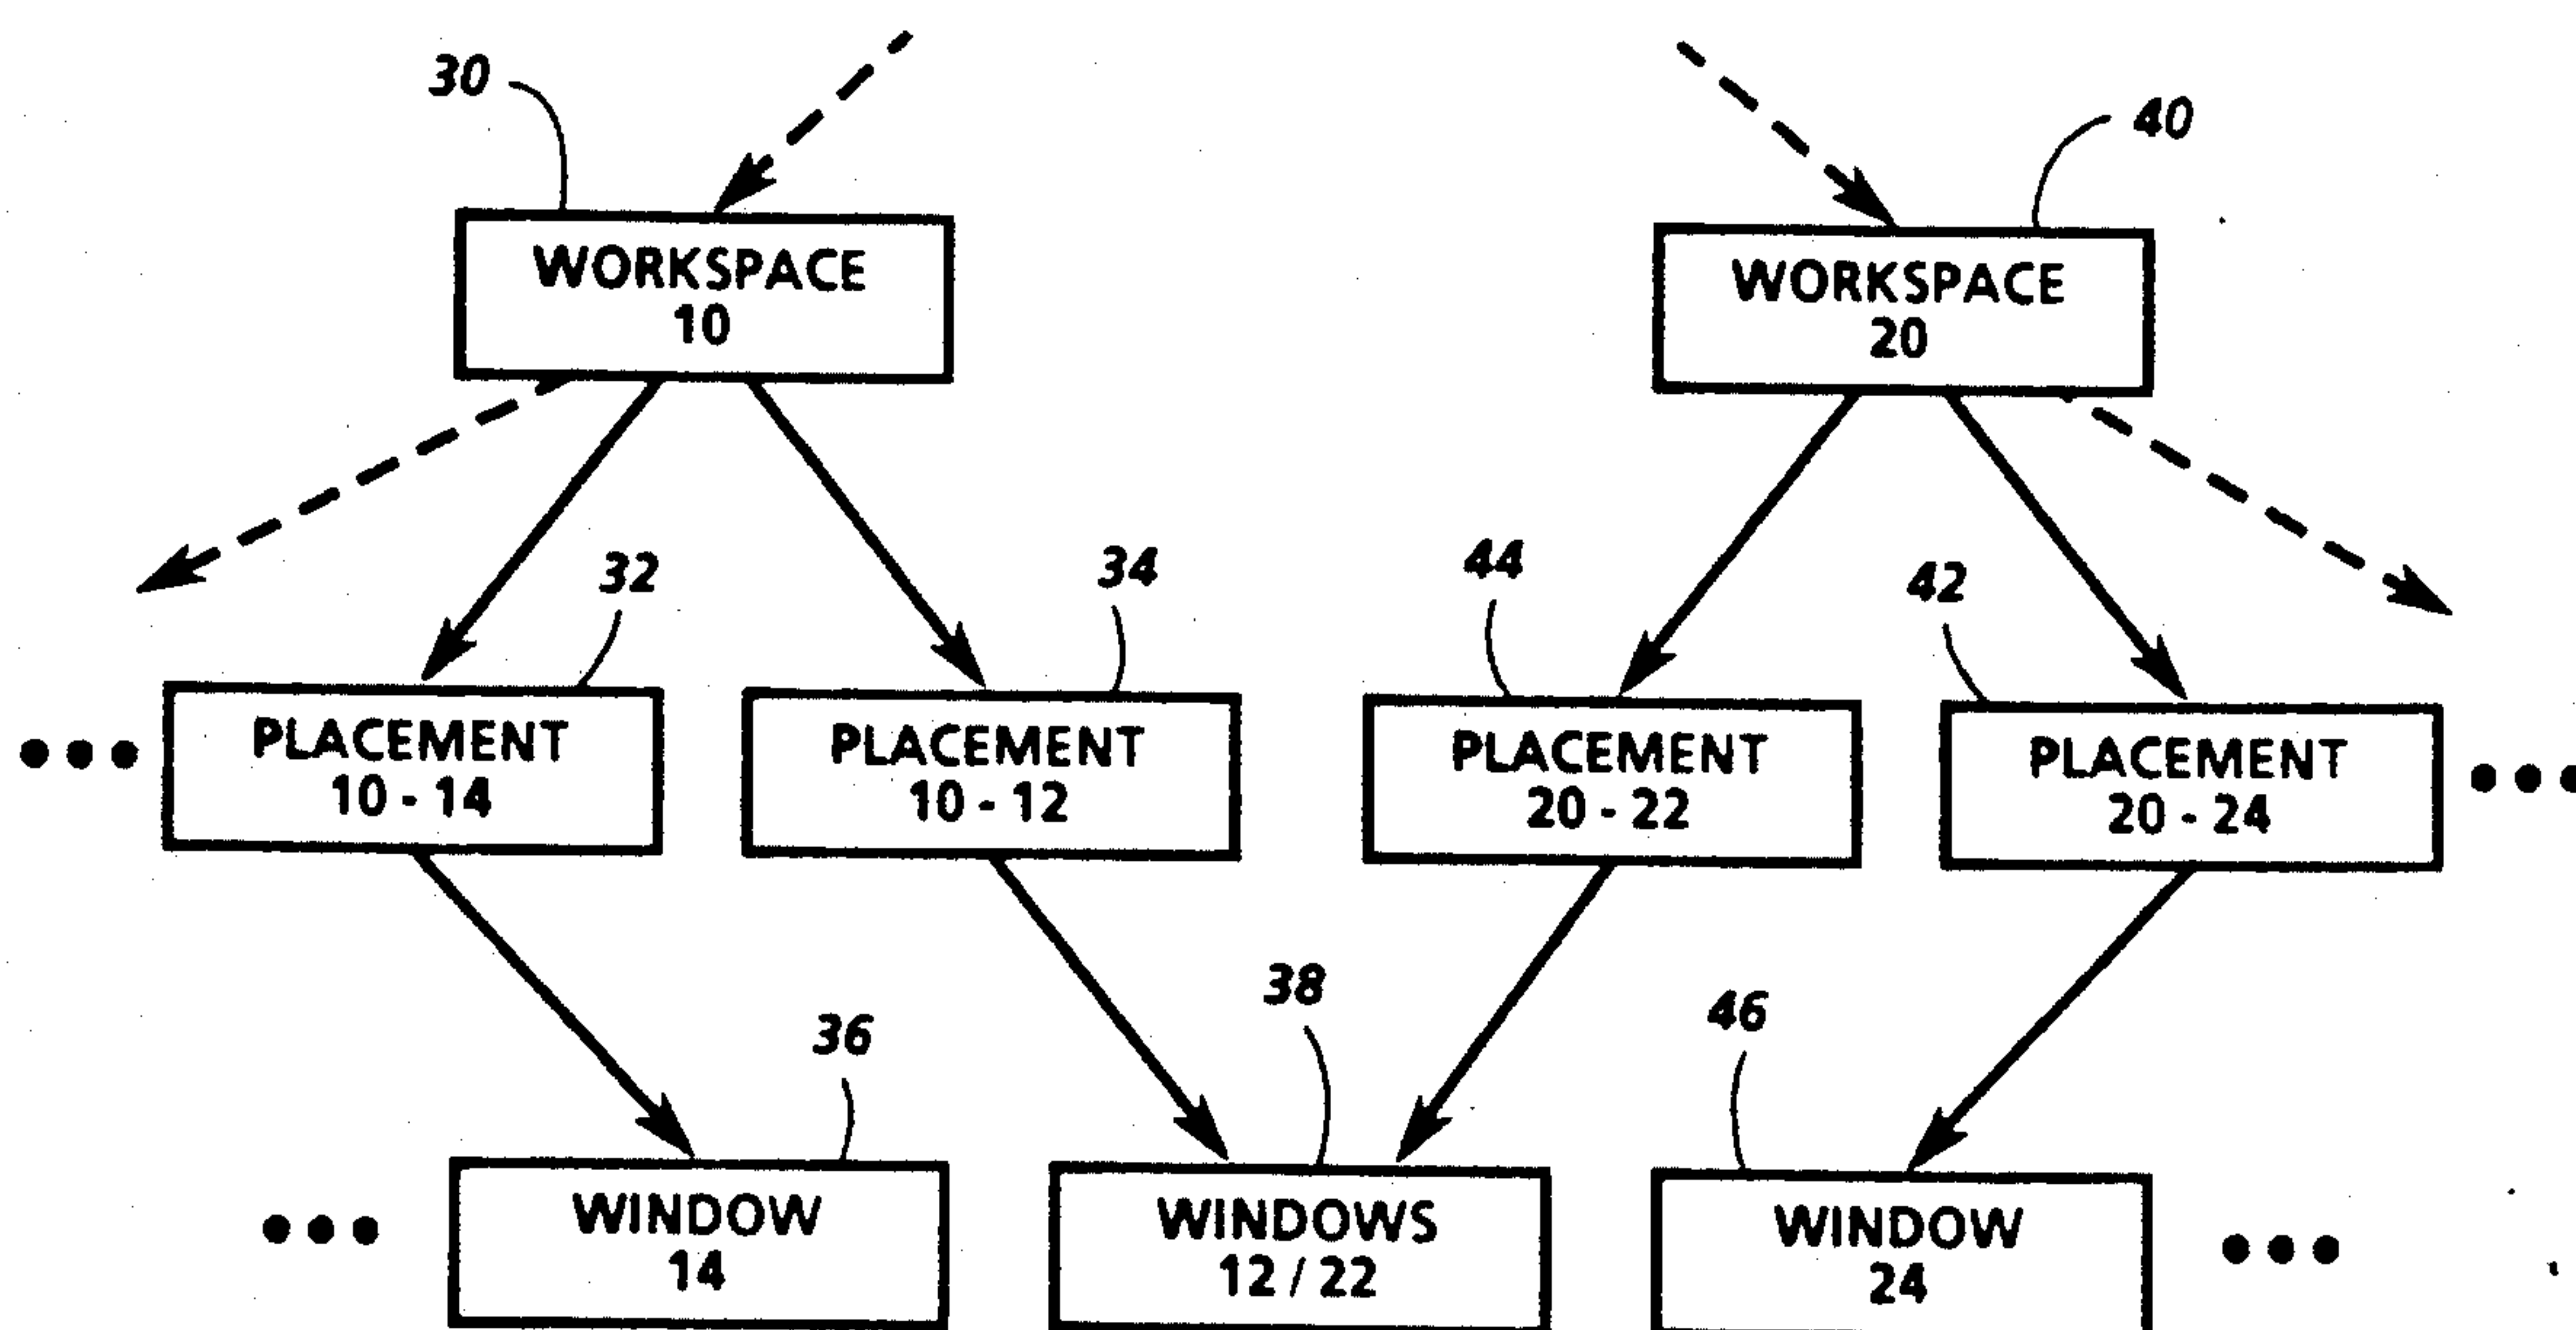 30
40
WORKSPACE
10
WORKSPACE
20
32
34
44
42
PLACEMENT
10 - 14
PLACEMENT
10 - 12
PLACEMENT
20 - 22
PLACEMENT
20 - 24
36
38
46
WINDOW
14
WINDOWS
12 / 22
WINDOW
24